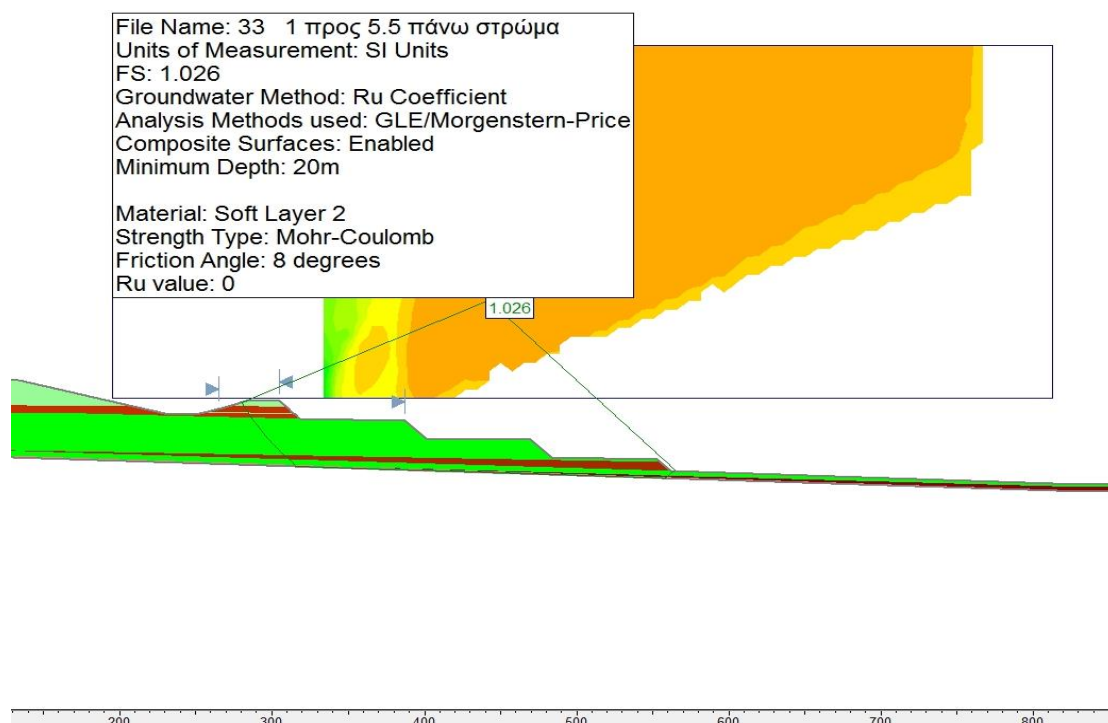 File Name: 33   1 προς 5.5 πάνω στρώμα
Units of Measurement: SI Units
FS: 1.026
Groundwater Method: Ru Coefficient
Analysis Methods used: GLE/Morgenstern-Price
Composite Surfaces: Enabled
Minimum Depth: 20m
Material: Soft Layer 2
Strength Type: Mohr-Coulomb
Friction Angle: 8 degrees
Ru value: 0
1.026
200 300 400 500 600 700 800